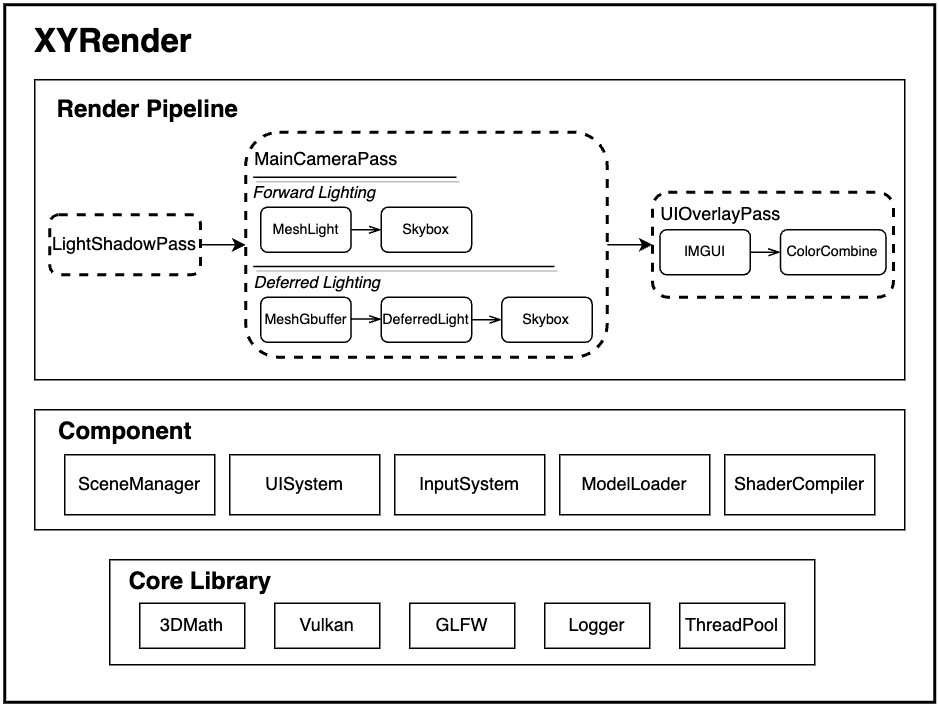 XYRender
Render Pipeline
LightShadowPass
MainCameraPass
Forward Lighting
MeshLight
Skybox
Deferred Lighting
MeshGbuffer
DeferredLight
Skybox
UIOverlayPass
IMGUI
ColorCombine
Component
SceneManager
UISystem
InputSystem
ModelLoader
ShaderCompiler
Core Library
3DMath
Vulkan
GLFW
Logger
ThreadPool